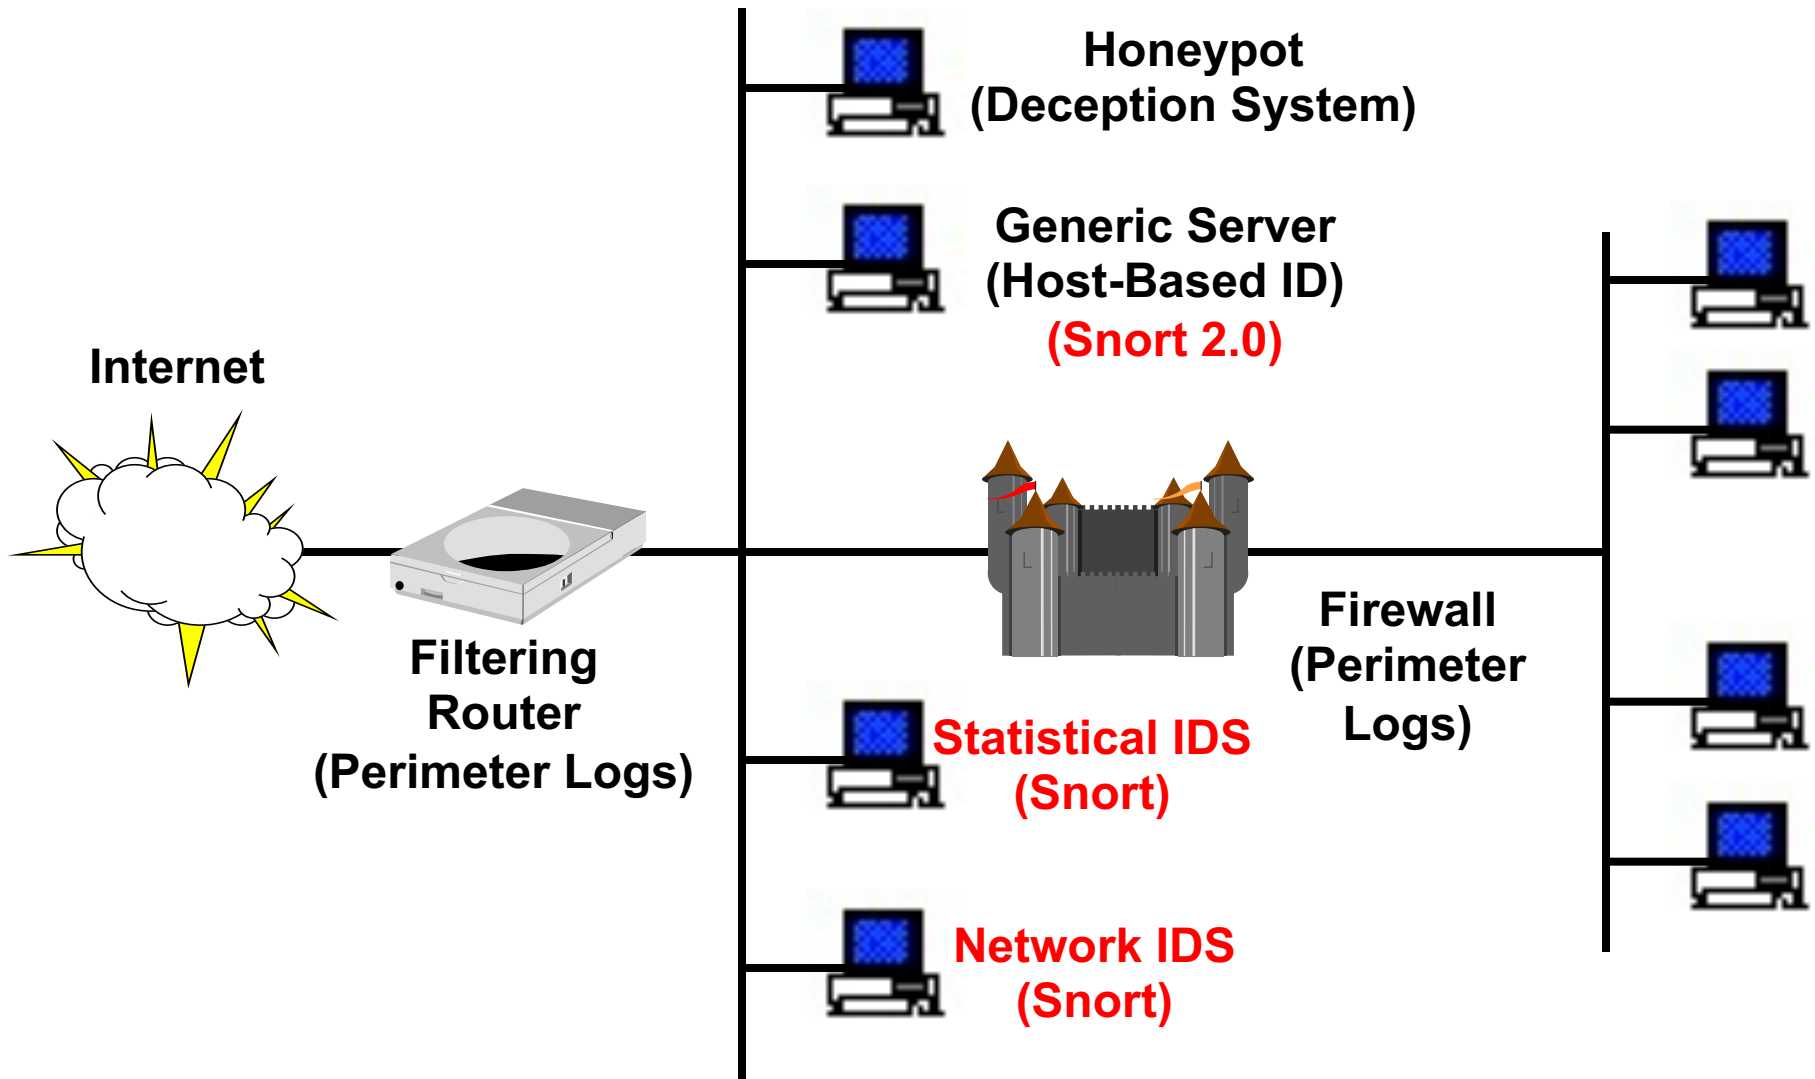 Honeypot
(Deception System)
Generic Server
(Host-Based ID)
(Snort 2.0)
Internet
Filtering
Router
(Perimeter Logs)
Firewall
(Perimeter
Logs)
Statistical IDS
(Snort)
Network IDS
(Snort)